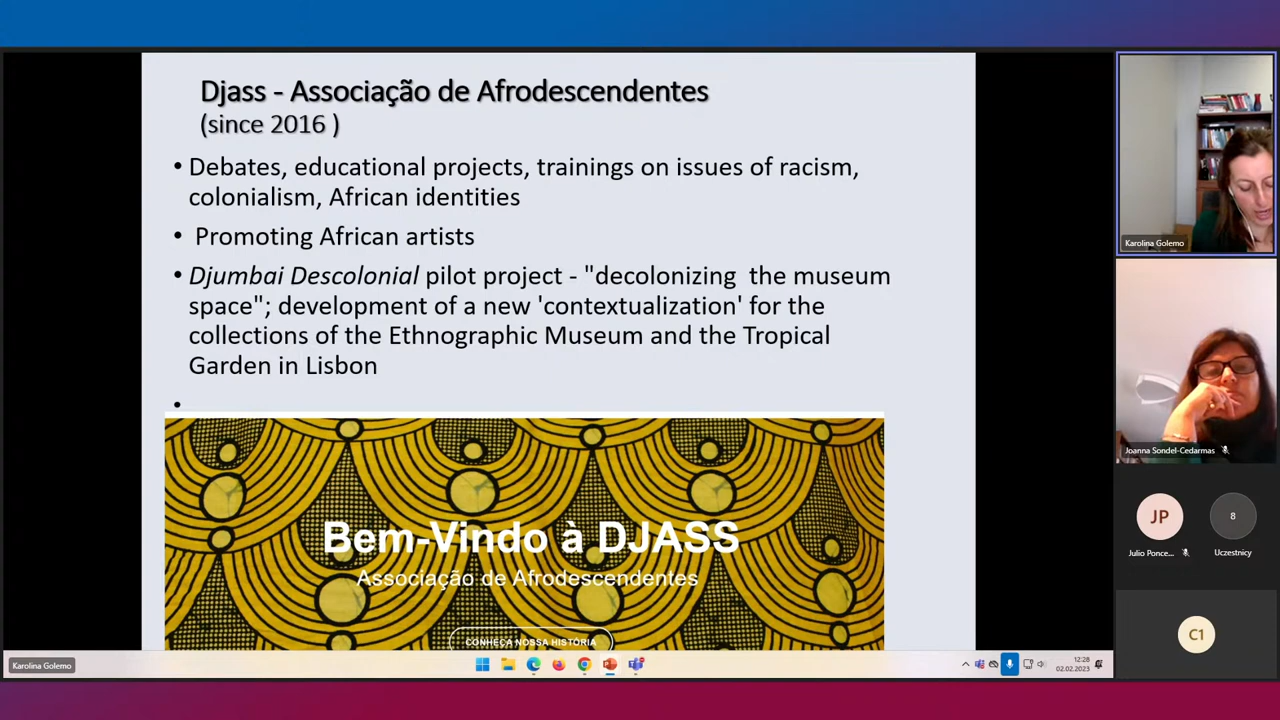 Djass - Associação de Afrodescendentes
(since 2016 )
• Debates, educational projects, trainings on issues of racism,
colonialism, African identities
• Promoting African artists
• Djumbai Descolonial pilot project - "decolonizing the museum
space"; development of a new 'contextualization' for the
collections of the Ethnographic Museum and the Tropical
Garden in Lisbon
•
Bem-Vindo à DJASS
Associação de Afrodescendentes
CONHEÇA NOSSA HISTÓRIA
Karolina Golemo
12:28
02.02.2023
Karolina Golemo
Joanna Sondel-Cedarmas
JP
Julio Ponce...
8
Uczestnicy
C1